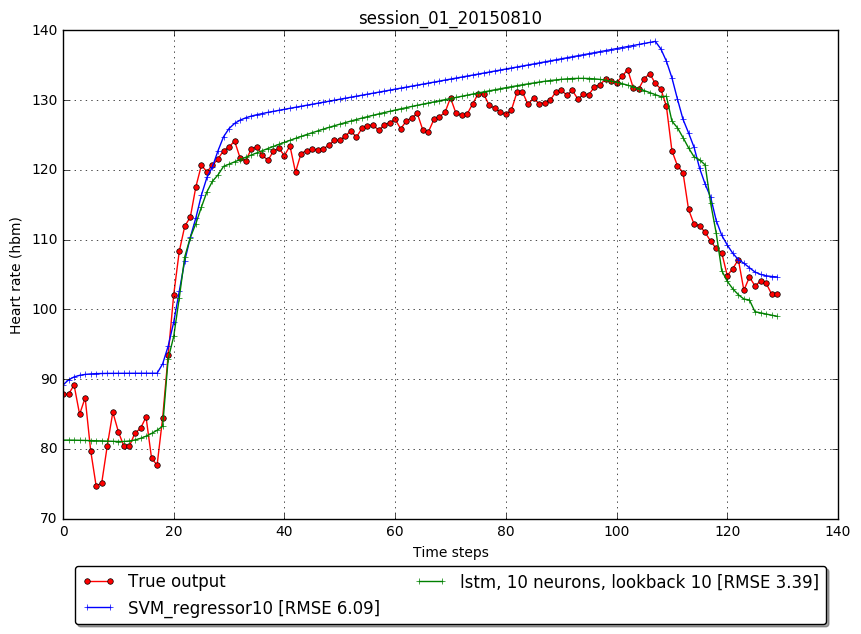 session_01_20150810
140
130
120
110
100
90
80
70
Heart rate (hbm)
0 20 40 60 80 100 120 140
Time steps
True output
SVM_regressor10 [RMSE 6.09]
lstm, 10 neurons, lookback 10 [RMSE 3.39]